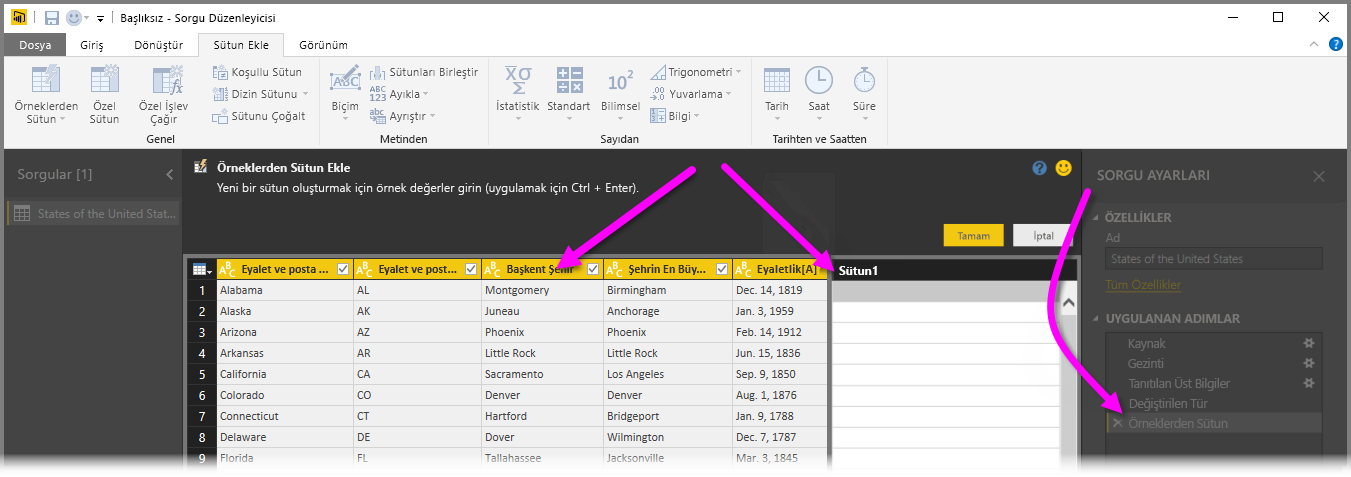 Başlıksız - Sorgu Düzenleyicisi
Dosya Giriş Dönüştür Sütun Ekle Görünüm
Örneklerden Sütun
Özel Sütun
Özel İşlev Çağır
Koşullu Sütun
Dizin Sütunu
Sütunu Çoğalt
Genel
Biçim
Sütunları Birleştir
Ayıkla
Ayrıştır
Metinden
İstatistik
Standart
Bilimsel
Trigonometri
Yuvarlama
Bilgi
Sayıdan
Tarih
Saat
Süre
Tarihten ve Saatten
Sorgular [1]
States of the United Stat...
Örneklerden Sütun Ekle
Yeni bir sütun oluşturmak için örnek değerler girin (uygulamak için Ctrl + Enter).
Tamam İptal
Eyalet ve posta ... Eyalet ve post... Başkent Şehir Şehrin En Büy... Eyaletlik[A] Sütun1
1 Alabama AL Montgomery Birmingham Dec. 14, 1819
2 Alaska AK Juneau Anchorage Jan. 3, 1959
3 Arizona AZ Phoenix Phoenix Feb. 14, 1912
4 Arkansas AR Little Rock Little Rock Jun. 15, 1836
5 California CA Sacramento Los Angeles Sep. 9, 1850
6 Colorado CO Denver Denver Aug. 1, 1876
7 Connecticut CT Hartford Bridgeport Jan. 9, 1788
8 Delaware DE Dover Wilmington Dec. 7, 1787
9 Florida FL Tallahassee Jacksonville Mar. 3, 1845
SORGU AYARLARI
ÖZELLİKLER
Ad
States of the United States
Tüm Özellikler
UYGULANAN ADIMLAR
Kaynak
Gezinti
Tanıtılan Üst Bilgiler
Değiştirilen Tür
Örneklerden Sütun